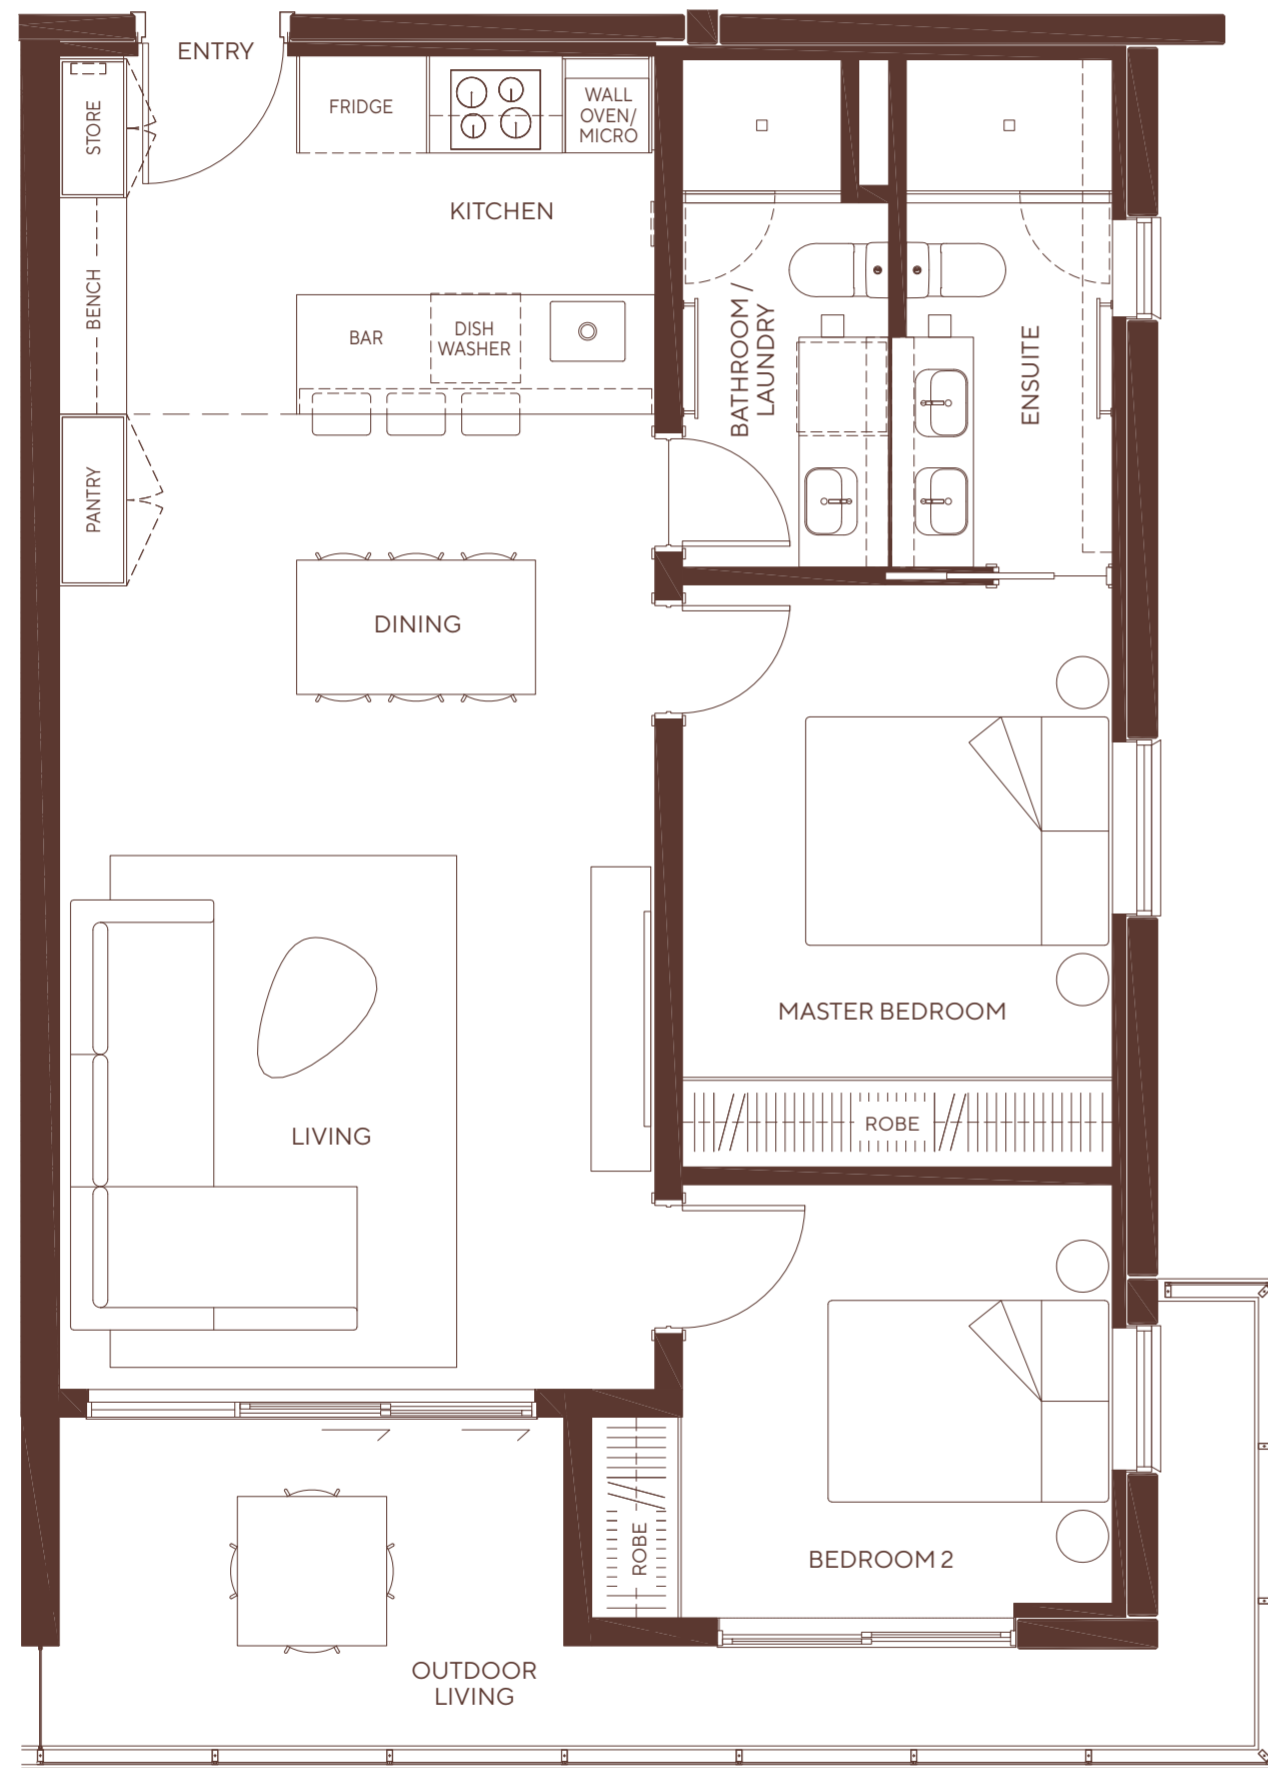 ENTRY
STORE
FRIDGE
WALL
OVEN/
MICRO
KITCHEN
BENCH
BAR
DISH
WASHER
BATHROOM /
LAUNDRY
ENSUITE
PANTRY
DINING
MASTER BEDROOM
ROBE
LIVING
ROBE
BEDROOM 2
OUTDOOR
LIVING